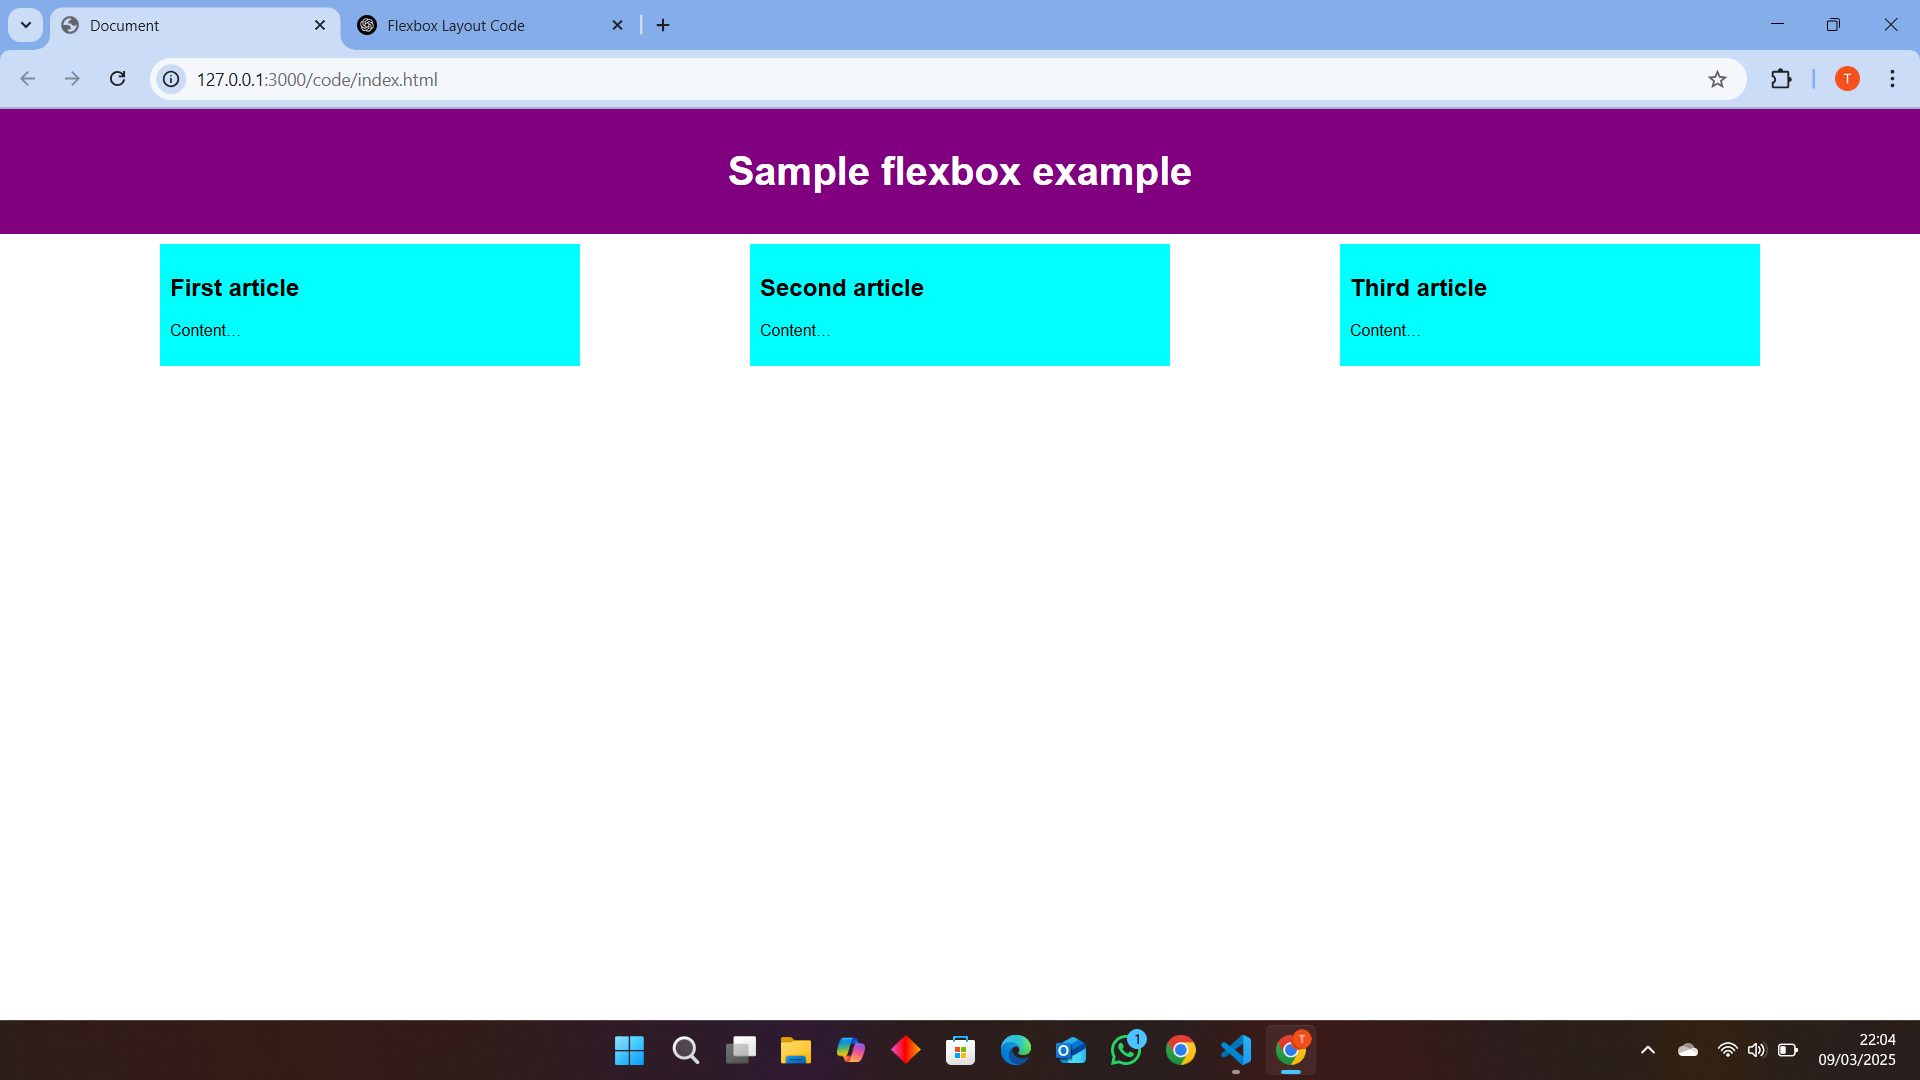 Document
Flexbox Layout Code
127.0.0.1:3000/code/index.html
T
Sample flexbox example
First article
Content...
Second article
Content...
Third article
Content...
1
T
22:04
09/03/2025